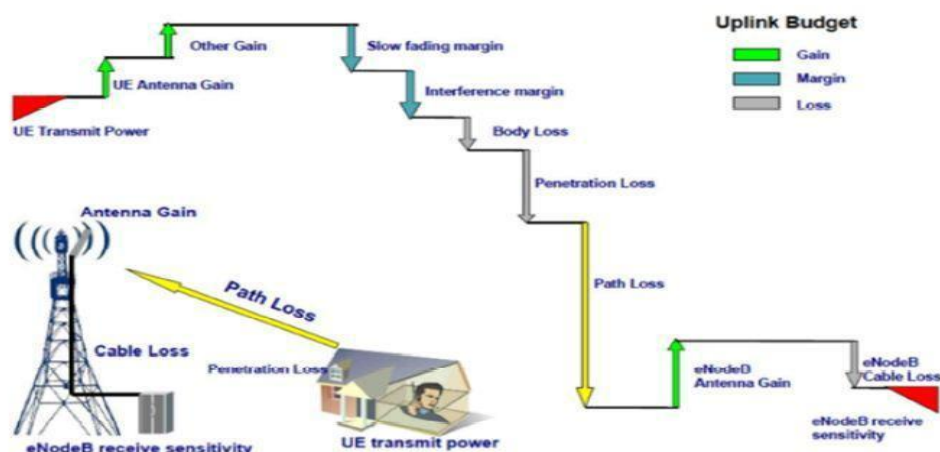 Uplink Budget
Gain
Margin
Loss
Other Gain
UE Antenna Gain
UE Transmit Power
Slow fading margin
Interference margin
Body Loss
Penetration Loss
Path Loss
eNodeB
Antenna Gain
eNodeB
Cable Loss
eNodeB receive
sensitivity
Antenna Gain
Path Loss
Cable Loss
Penetration Loss
UE transmit power
eNodeB receive sensitivity